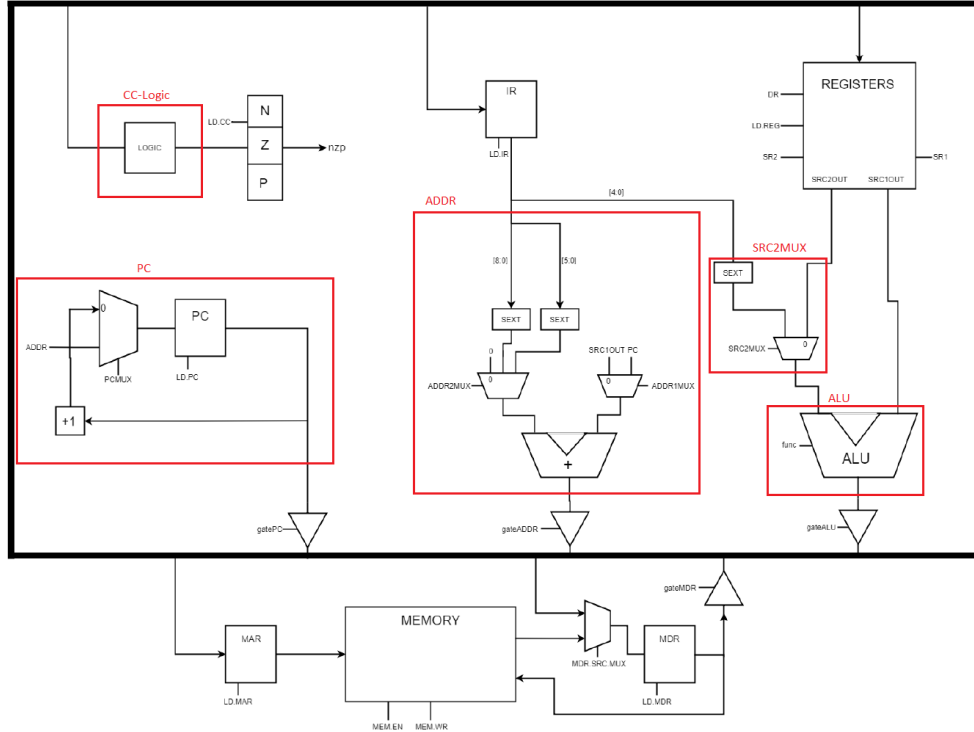 CC-Logic
LOGIC
LD.CC
N
Z
P
nzp
IR
LD.IR
REGISTERS
DR
LD.REG
SR2
SR1
SRC2OUT
SRC1OUT
[4:0]
ADDR
[8:0]
[5:0]
SEXT
SEXT
0
0
ADDR2MUX
SRC1OUT PC
0
ADDR1MUX
+
SRC2MUX
SEXT
SRC2MUX
0
PC
0
PC
ADDR
PCMUX
LD.PC
+1
ALU
func
ALU
gatePC
gateADDR
gateALU
gateMDR
MAR
LD.MAR
MEMORY
MEM.EN
MEM.WR
MDR.SRC.MUX
MDR
LD.MDR